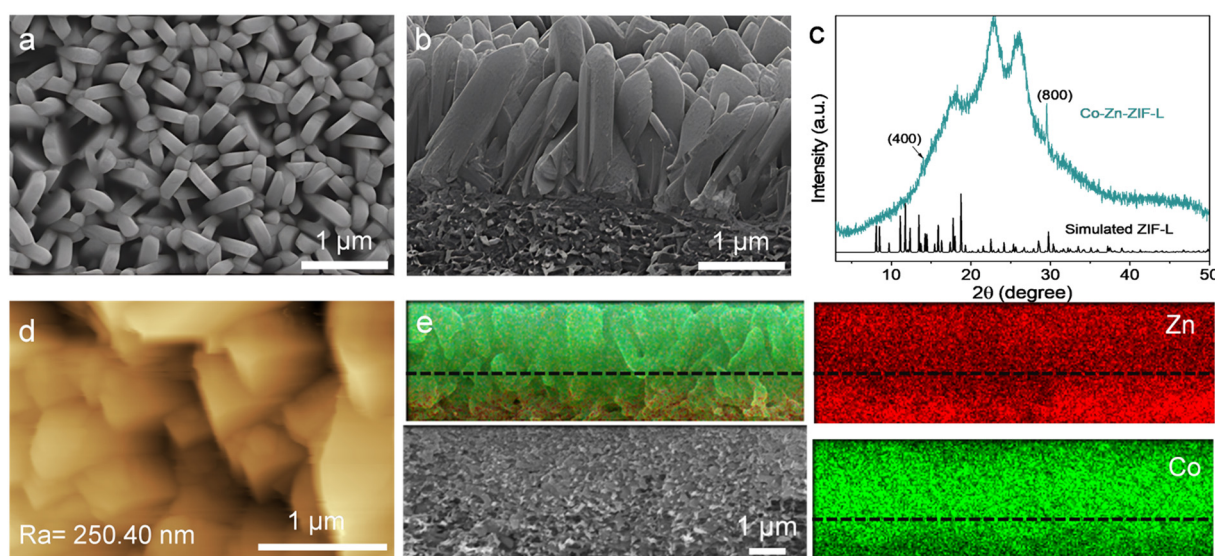 a
1 µm
b
1 µm
c
Intensity (a.u.)
(400)
(800)
Co-Zn-ZIF-L
Simulated ZIF-L
10 20 30 40 50
2θ (degree)
d
Ra= 250.40 nm
1 µm
e
1 µm
Zn
Co